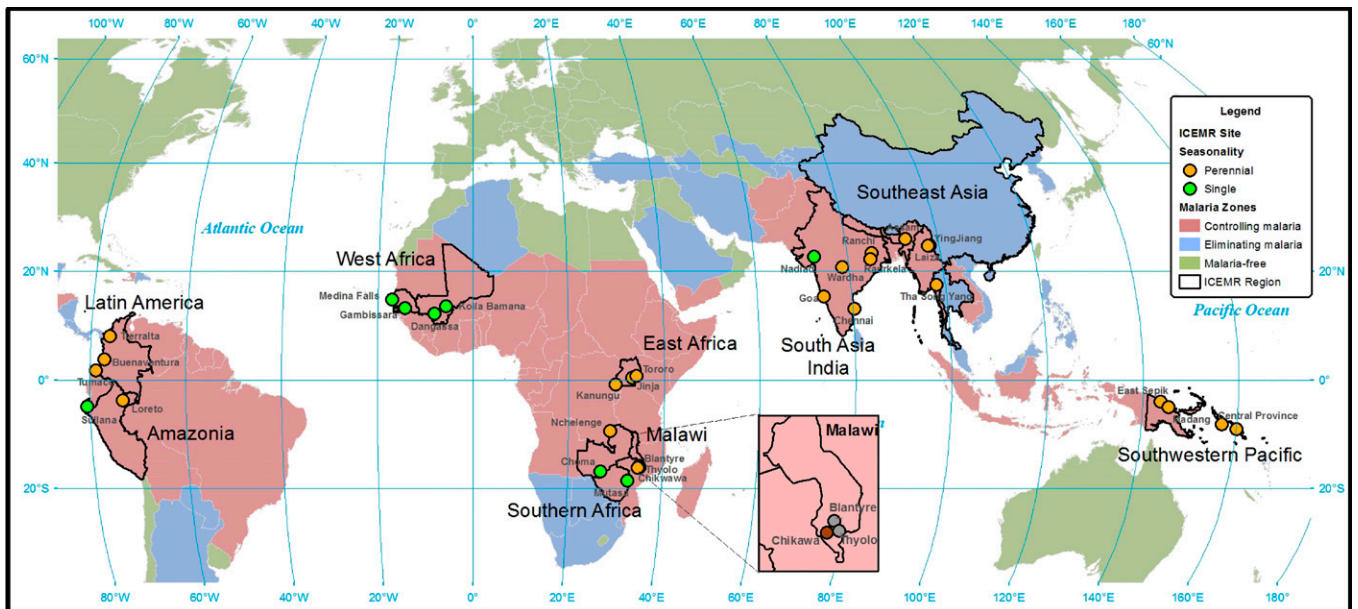 100°W 80°W 60°W 40°W 20°W 0° 20°E 40°E 60°E 80°E 100°E 120°E 140°E 160°E 180°
60°N
60°N
40°N
20°N
20°N
0°
0°
20°S
20°S
Atlantic Ocean
Pacific Ocean
Legend
ICEMR Site
Seasonality
Perennial
Single
Malaria Zones
Controlling malaria
Eliminating malaria
Malaria-free
ICEMR Region
Southeast Asia
YingJiang
Laiza
Tha Song Yang
Ranchi
Nadiad
Wardha
Raurkela
Goa
Chennai
South Asia
India
West Africa
Medina Falls
Gambissara
Dangassa
Koila Bamana
Latin America
Tierralta
Buenaventura
Tumaco
Loreto
Sullana
Amazonia
East Africa
Tororo
Jinja
Kanungu
Nchelenge
Malawi
Choma
Blantyre
Thyolo
Chikwawa
Mutasa
Southern Africa
Malawi
Blantyre
Chikawa
Thyolo
East Sepik
Madang
Central Province
Southwestern Pacific
80°W 60°W 40°W 20°W 0° 20°E 40°E 60°E 80°E 100°E 120°E 140°E 150°E 160°E 180°